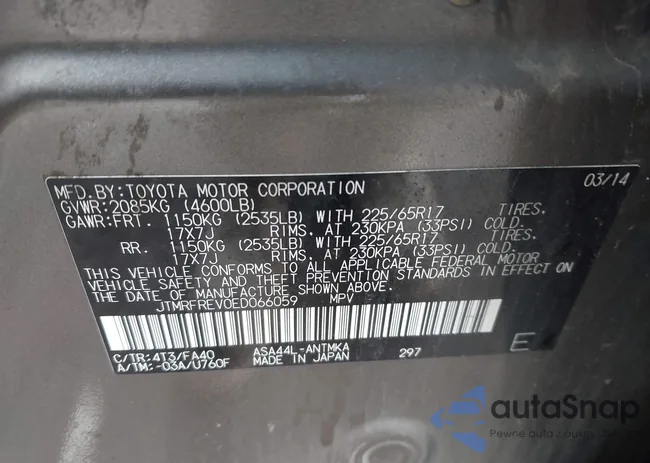 MFD.BY:TOYOTA MOTOR CORPORATION 03/14
GVWR:2085KG (4600LB)
GAWR:FRT. 1150KG (2535LB) WITH 225/65R17 TIRES.
17X7J RIMS, AT 230KPA (33PSI) COLD.
RR. 1150KG (2535LB) WITH 225/65R17 TIRES.
17X7J RIMS, AT 230KPA (33PSI) COLD.
THIS VEHICLE CONFORMS TO ALL APPLICABLE FEDERAL MOTOR
VEHICLE SAFETY AND THEFT PREVENTION STANDARDS IN EFFECT ON
THE DATE OF MANUFACTURE SHOWN ABOVE.
JTMRFREV0ED066059 MPV
C/TR:4T3/FA40 ASA44L-ANTMKA
A/TM:-03A/U760F MADE IN JAPAN 297 E
autoSnap
Pewne auto z aukcji